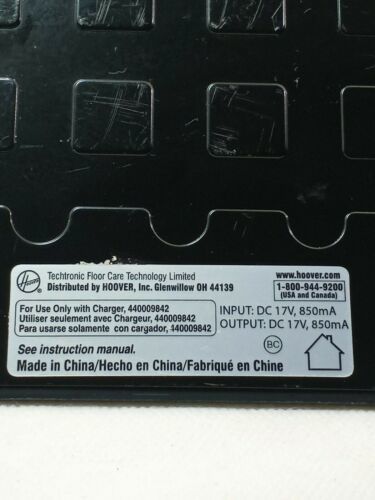 Hoover
Techtronic Floor Care Technology Limited
Distributed by HOOVER, Inc. Glenwillow OH 44139
www.hoover.com
1-800-944-9200
(USA and Canada)
For Use Only with Charger, 440009842
Utiliser seulement avec Chargeur, 440009842
Para usarse solamente con cargador, 440009842
INPUT: DC 17V, 850mA
OUTPUT: DC 17V, 850mA
BC
See instruction manual.
Made in China/Hecho en China/Fabriqué en Chine